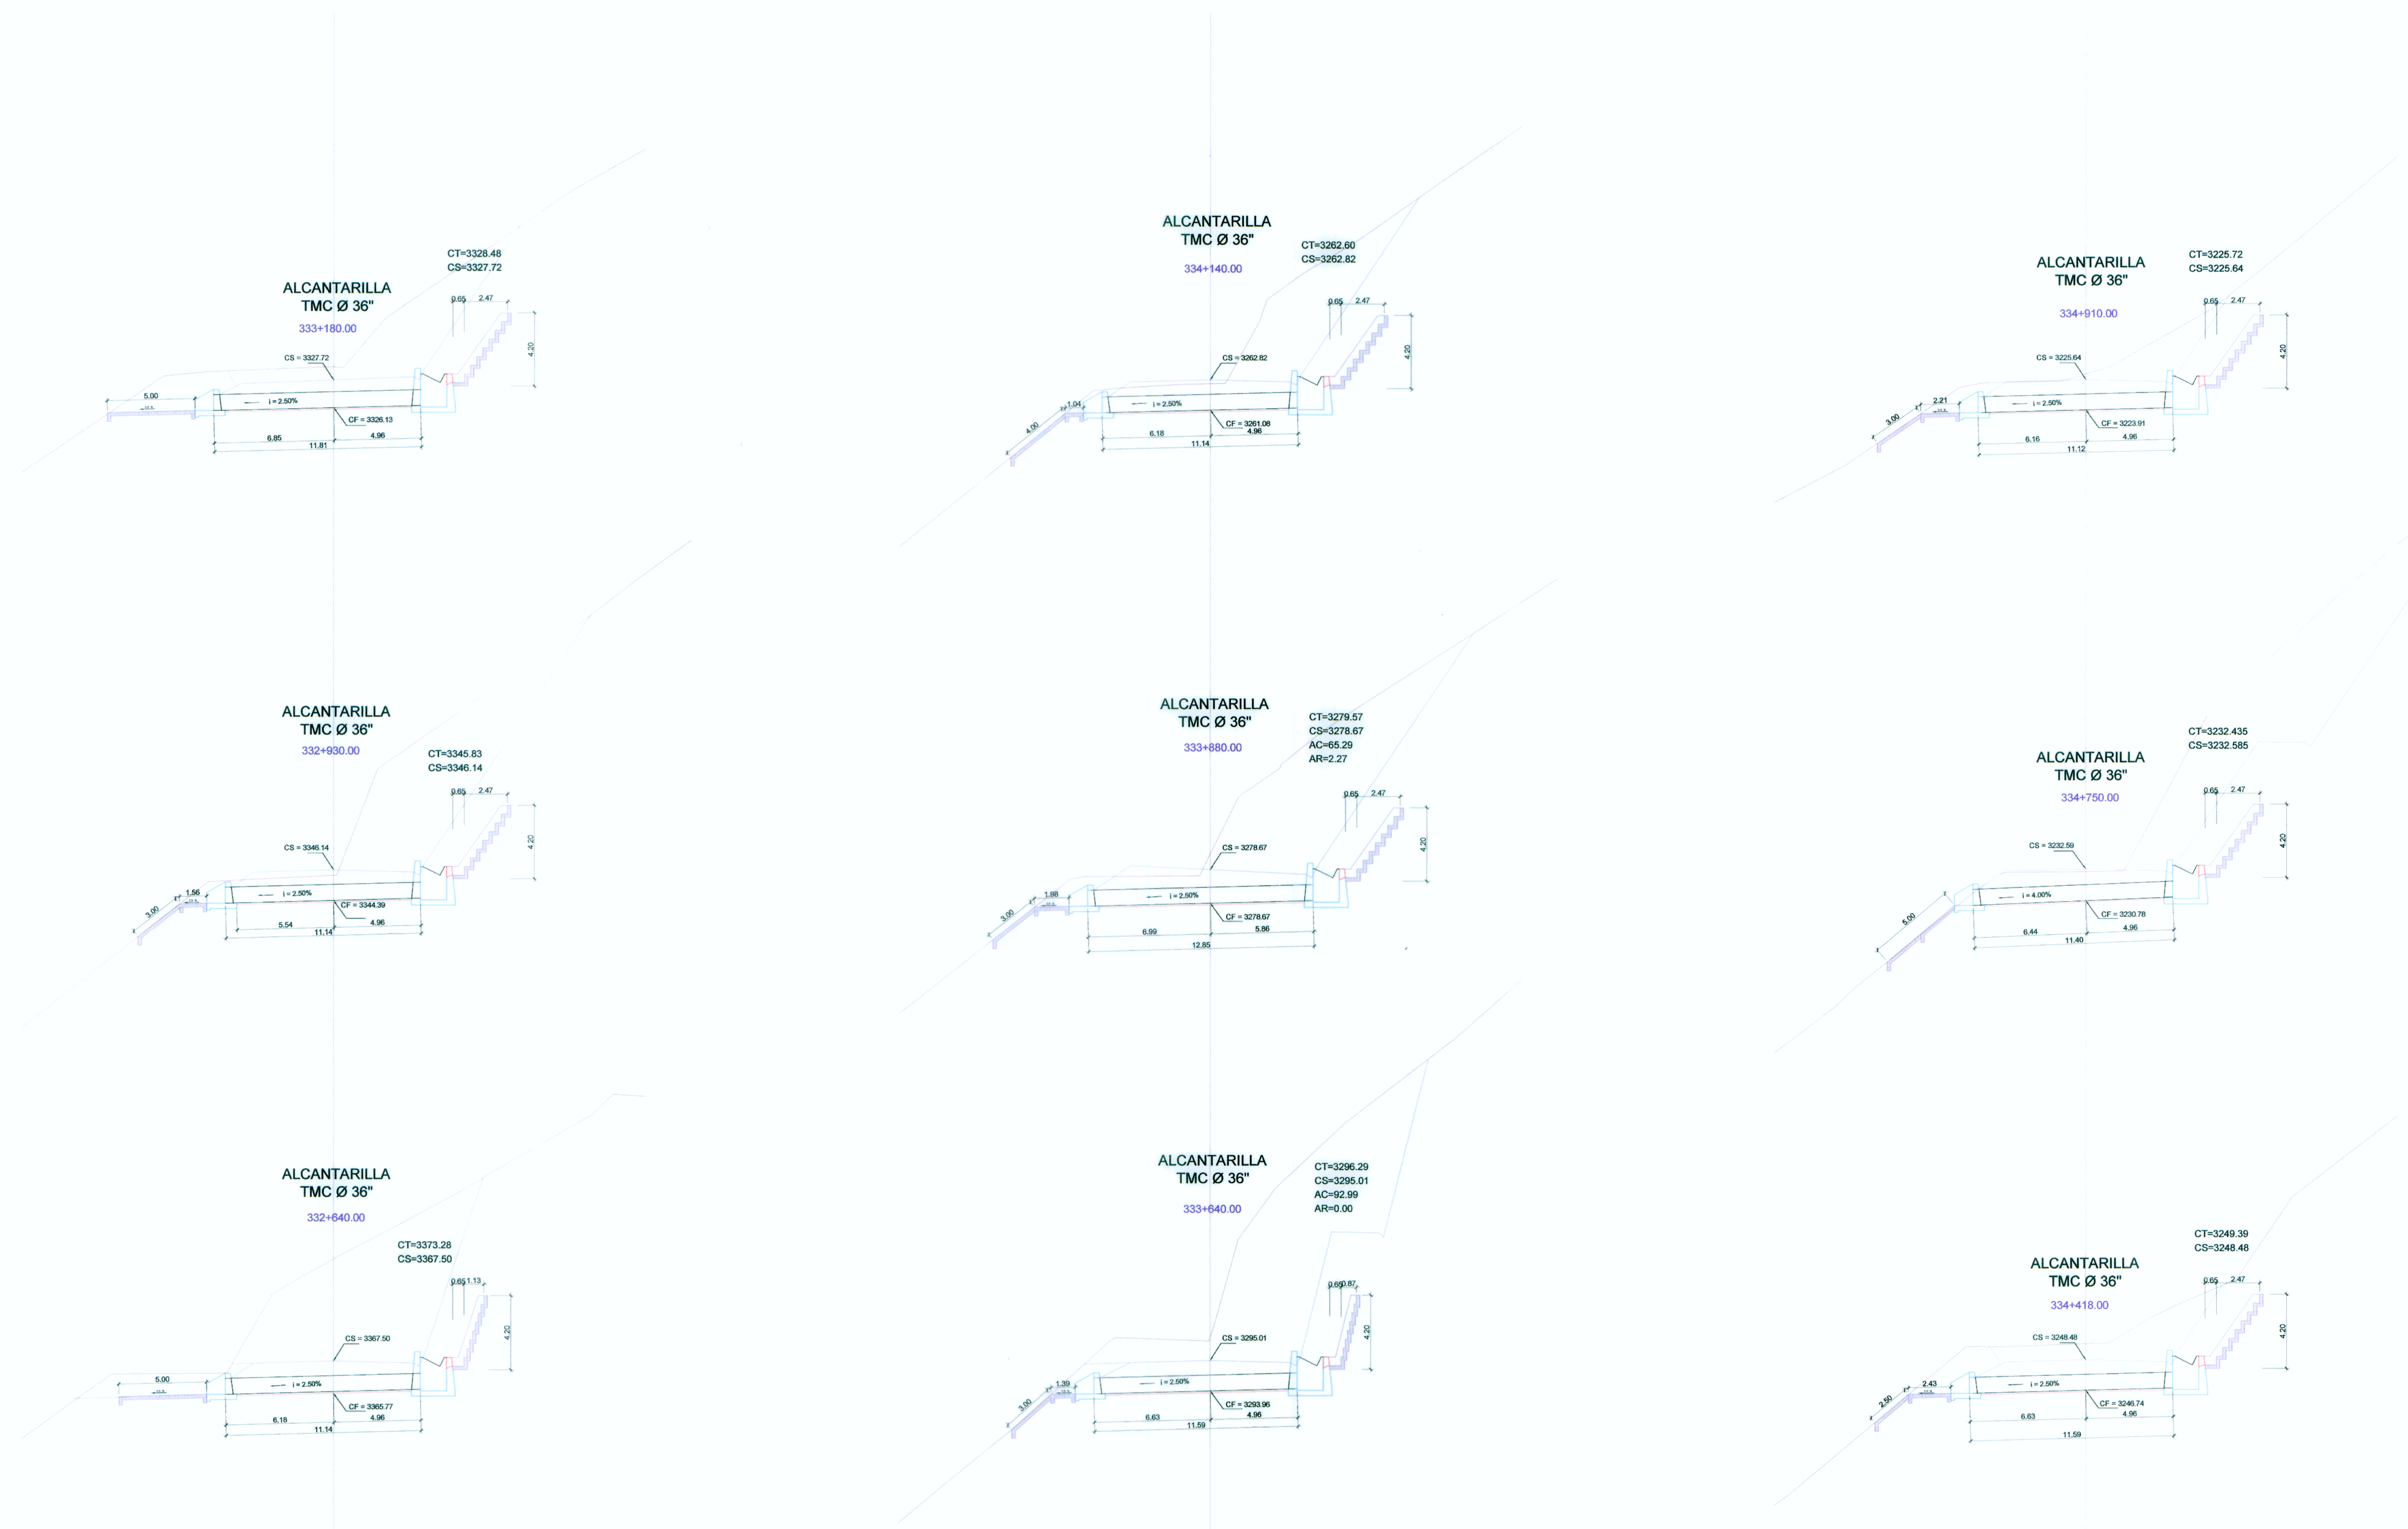 ALCANTARILLA
TMC Ø 36"
333+180.00
CT=3328.48
CS=3327.72
0.65
2.47
4.20
CS = 3327.72
5.00
i = 2.50%
CF = 3326.13
6.85
4.96
11.81
ALCANTARILLA
TMC Ø 36"
334+140.00
CT=3262.60
CS=3262.82
0.65
2.47
4.20
CS = 3262.82
1.04
4.00
i = 2.50%
CF = 3261.08
6.18
4.96
11.14
ALCANTARILLA
TMC Ø 36"
334+910.00
CT=3225.72
CS=3225.64
0.65
2.47
4.20
CS = 3225.64
2.21
3.00
i = 2.50%
CF = 3223.91
6.16
4.96
11.12
ALCANTARILLA
TMC Ø 36"
332+930.00
CT=3345.83
CS=3346.14
0.65
2.47
4.20
CS = 3346.14
1.56
3.00
i = 2.50%
CF = 3344.39
5.54
4.96
11.14
ALCANTARILLA
TMC Ø 36"
333+880.00
CT=3279.57
CS=3278.67
AC=65.29
AR=2.27
0.65
2.47
4.20
CS = 3278.67
1.98
3.00
i = 2.50%
CF = 3278.67
6.99
5.86
12.85
ALCANTARILLA
TMC Ø 36"
334+750.00
CT=3232.435
CS=3232.585
0.65
2.47
4.20
CS = 3232.59
5.00
i = 4.00%
CF = 3230.78
6.44
4.96
11.40
ALCANTARILLA
TMC Ø 36"
332+640.00
CT=3373.28
CS=3367.50
0.65
1.13
4.20
CS = 3367.50
5.00
i = 2.50%
CF = 3365.77
6.18
4.96
11.14
ALCANTARILLA
TMC Ø 36"
333+640.00
CT=3296.29
CS=3295.01
AC=92.99
AR=0.00
0.65
0.87
4.20
CS = 3295.01
1.39
3.00
i = 2.50%
CF = 3293.96
6.63
4.96
11.59
ALCANTARILLA
TMC Ø 36"
334+418.00
CT=3249.39
CS=3248.48
0.65
2.47
4.20
CS = 3248.48
2.43
2.50
i = 2.50%
CF = 3246.74
6.63
4.96
11.59